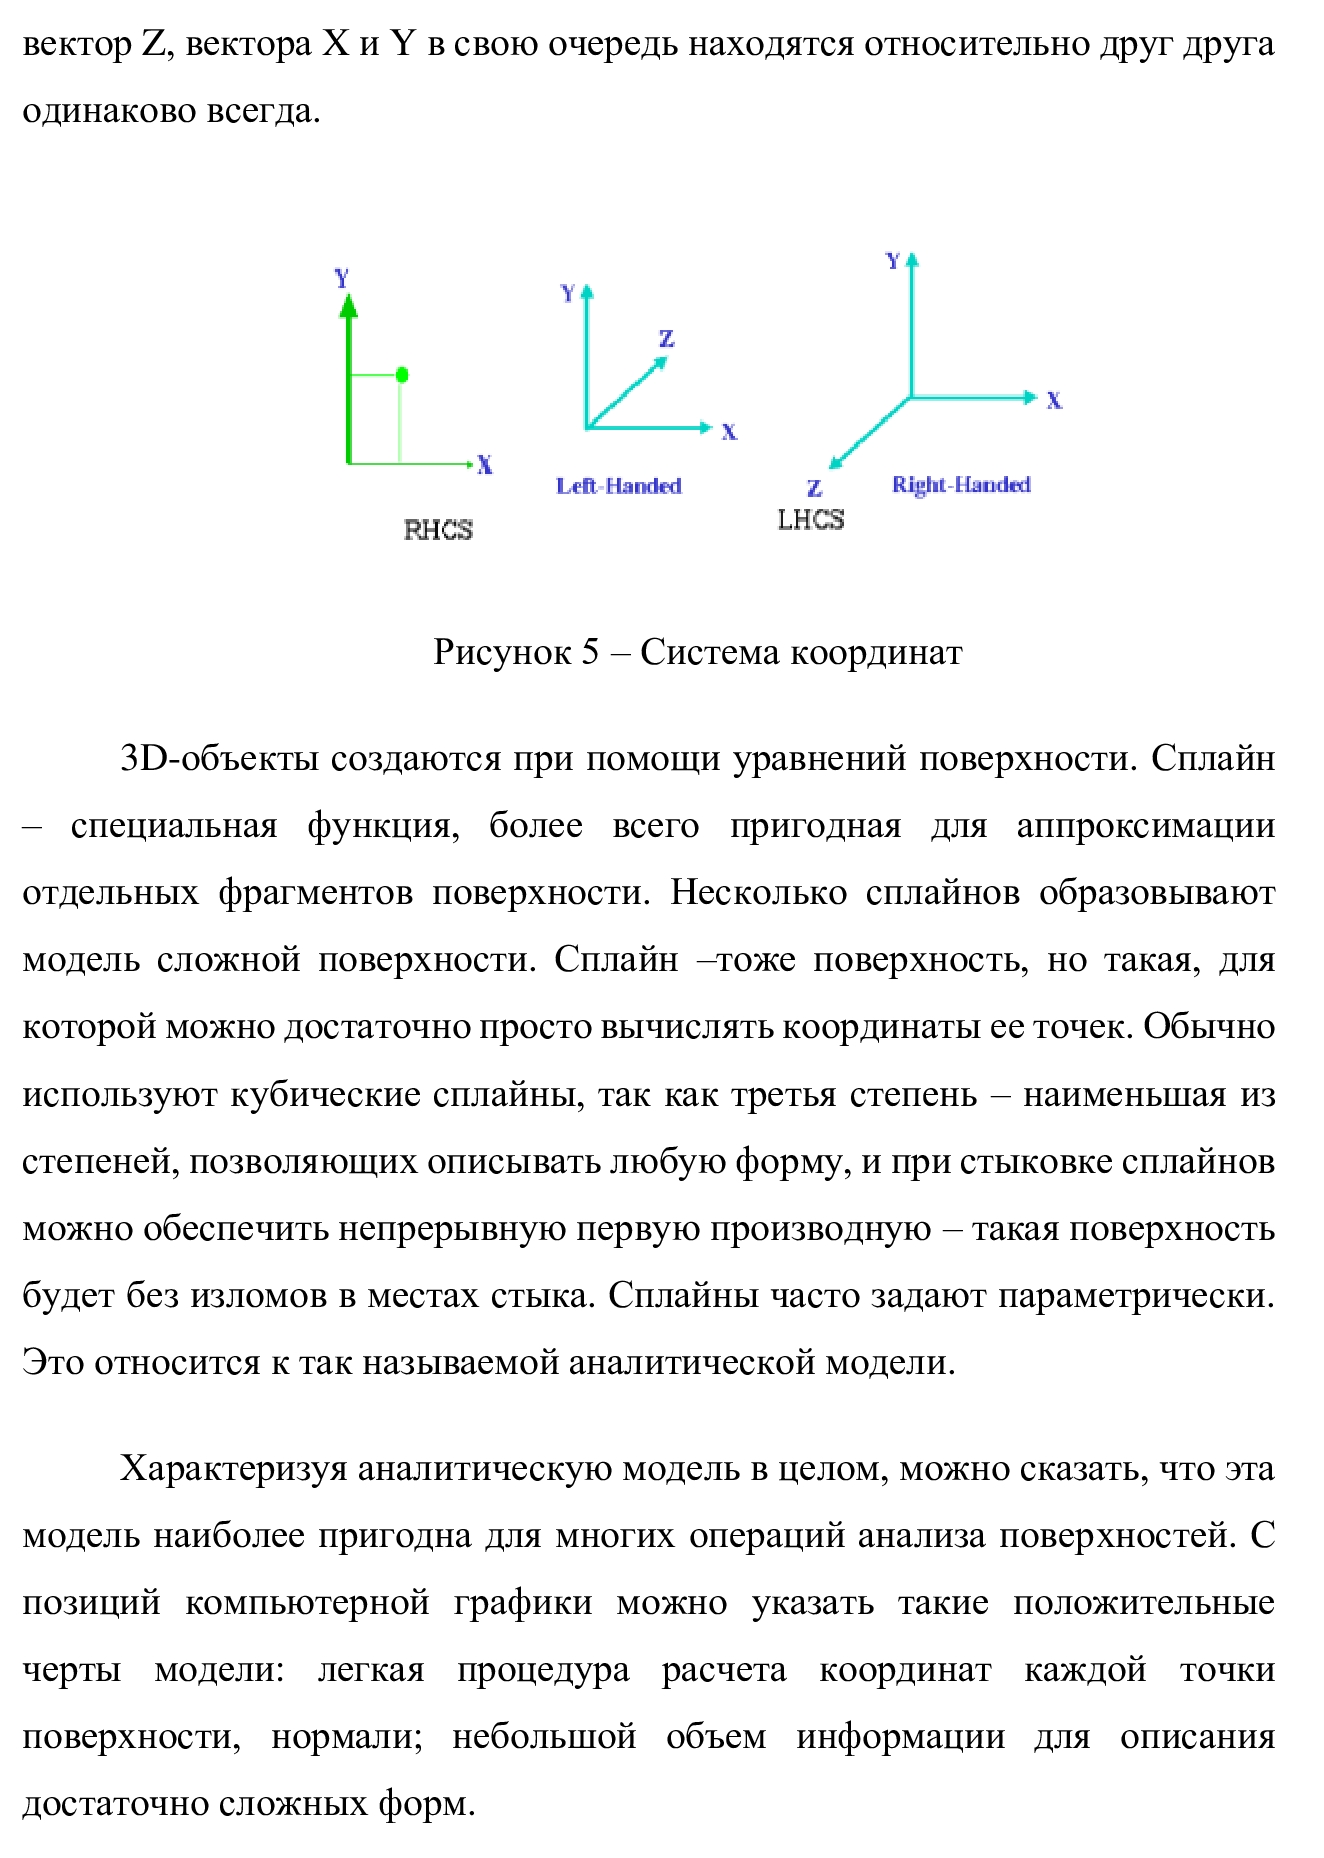 вектор Z, вектора X и Y в свою очередь находятся относительно друг друга
одинаково всегда.
Y
X
RHCS
Y
Z
X
Left-Handed
Y
X
Z
Right-Handed
LHCS
Рисунок 5 – Система координат
3D-объекты создаются при помощи уравнений поверхности. Сплайн
– специальная функция, более всего пригодная для аппроксимации
отдельных фрагментов поверхности. Несколько сплайнов образовывают
модель сложной поверхности. Сплайн –тоже поверхность, но такая, для
которой можно достаточно просто вычислять координаты ее точек. Обычно
используют кубические сплайны, так как третья степень – наименьшая из
степеней, позволяющих описывать любую форму, и при стыковке сплайнов
можно обеспечить непрерывную первую производную – такая поверхность
будет без изломов в местах стыка. Сплайны часто задают параметрически.
Это относится к так называемой аналитической модели.
Характеризуя аналитическую модель в целом, можно сказать, что эта
модель наиболее пригодна для многих операций анализа поверхностей. С
позиций компьютерной графики можно указать такие положительные
черты модели: легкая процедура расчета координат каждой точки
поверхности, нормали; небольшой объем информации для описания
достаточно сложных форм.